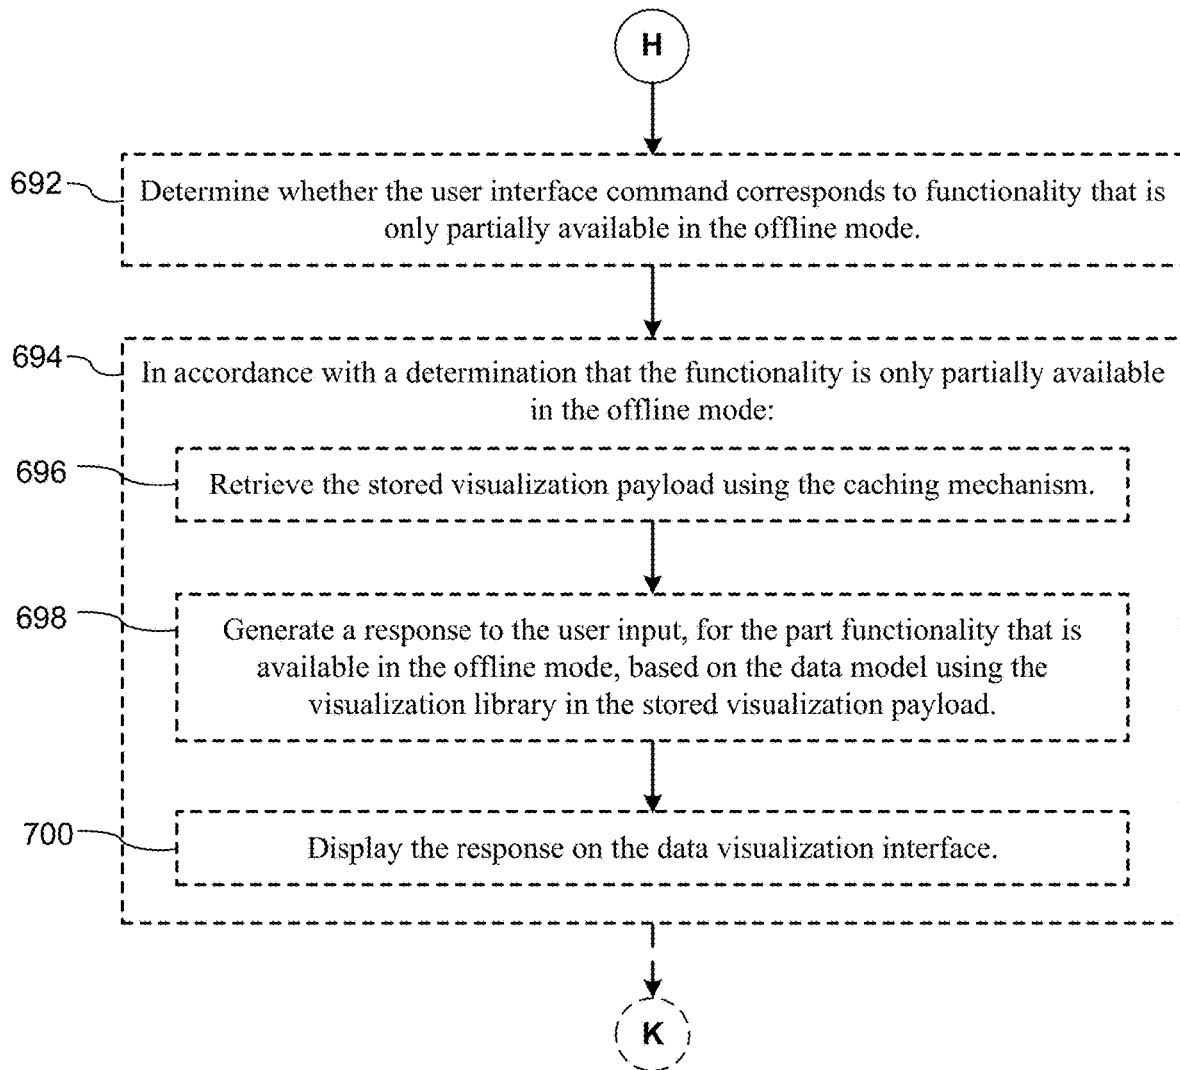 H
692
Determine whether the user interface command corresponds to functionality that is
only partially available in the offline mode.
694
In accordance with a determination that the functionality is only partially available
in the offline mode:
696
Retrieve the stored visualization payload using the caching mechanism.
698
Generate a response to the user input, for the part functionality that is
available in the offline mode, based on the data model using the
visualization library in the stored visualization payload.
700
Display the response on the data visualization interface.
K